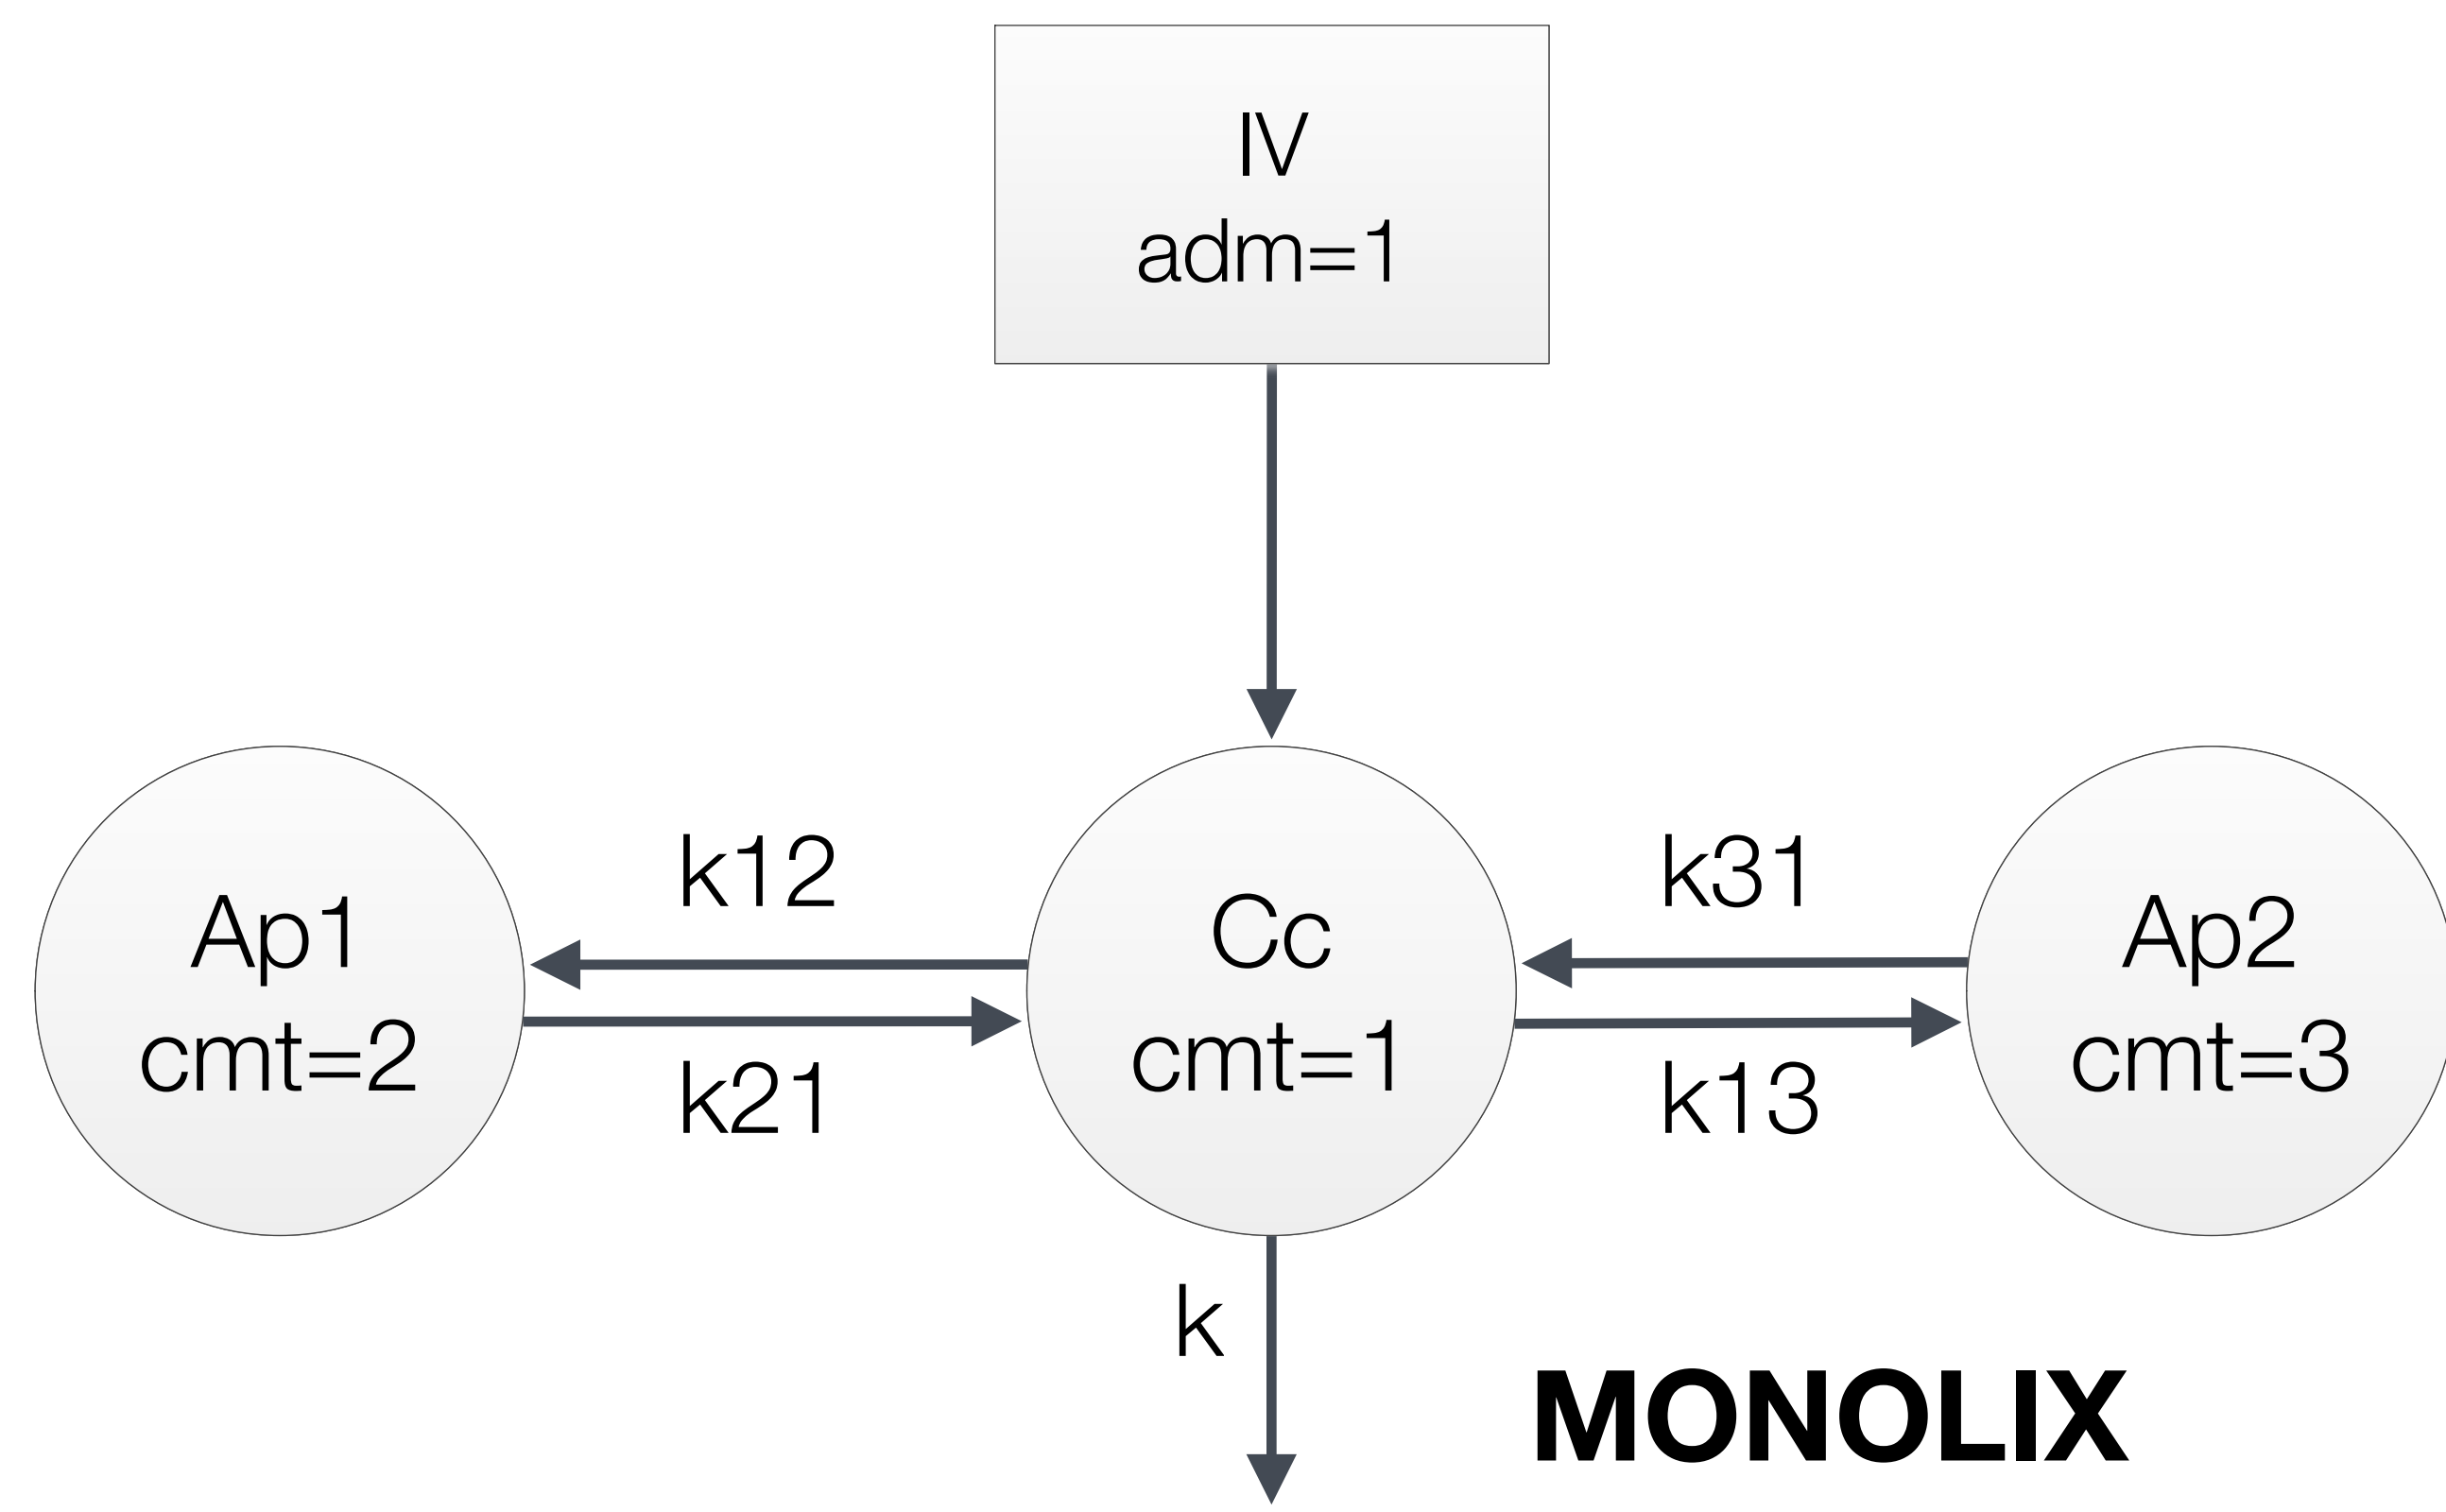 IV
adm=1
k12
k31
Ap1
cmt=2
Cc
cmt=1
Ap2
cmt=3
k21
k13
k
MONOLIX